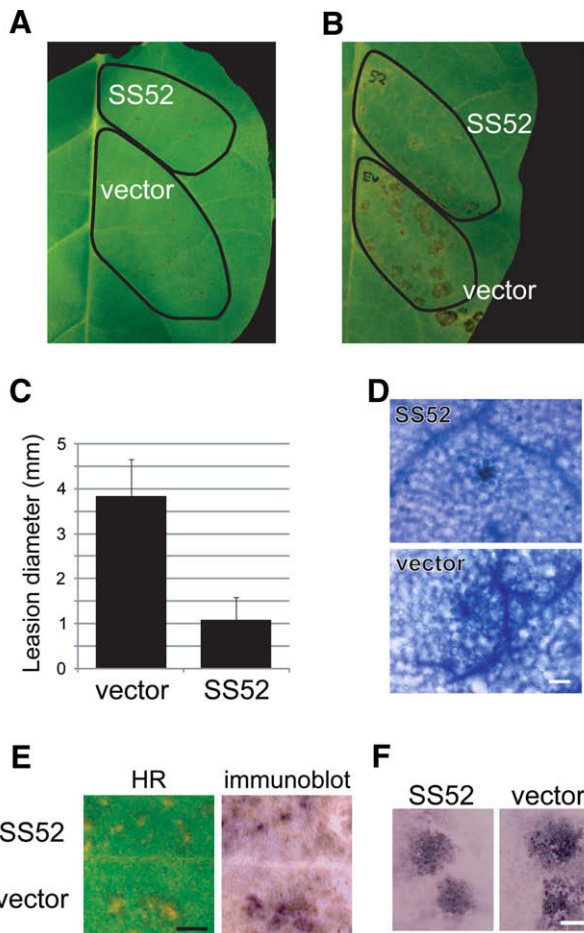 A
SS52
vector
B
52
SS52
EV
vector
C
Leasion diameter (mm)
5
4
3
2
1
0
vector
SS52
D
SS52
vector
E
HR
immunoblot
SS52
vector
F
SS52
vector